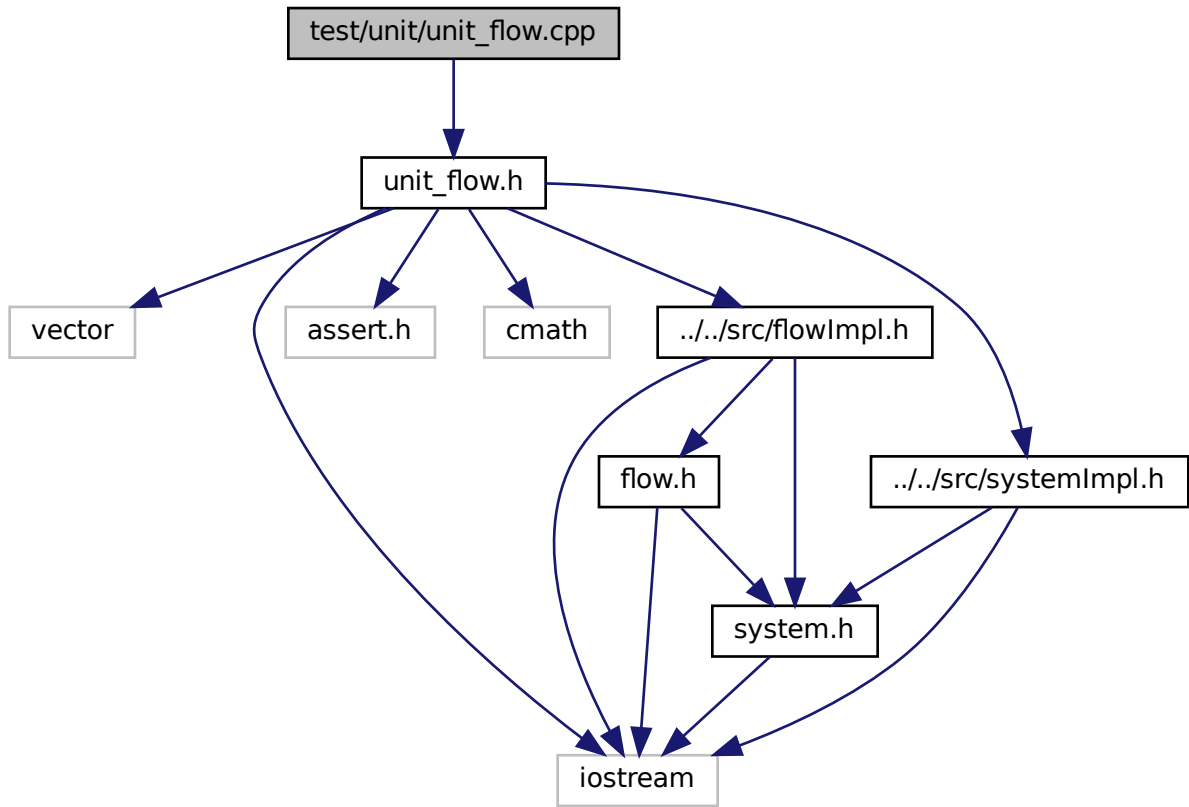 test/unit/unit_flow.cpp
unit_flow.h
vector
assert.h
cmath
../../src/flowImpl.h
flow.h
../../src/systemImpl.h
system.h
iostream